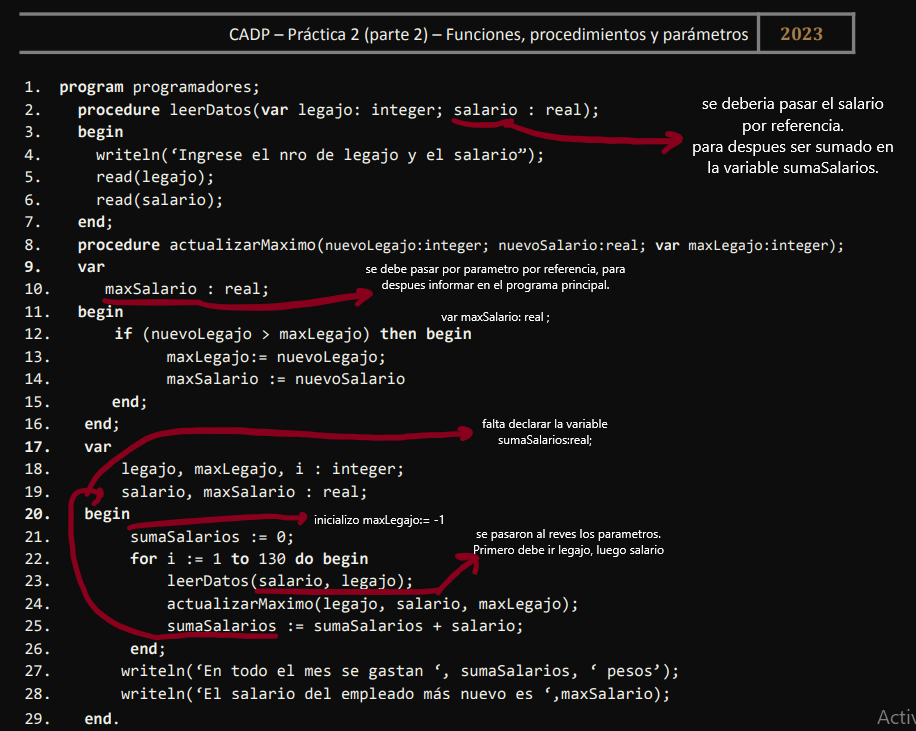 CADP – Práctica 2 (parte 2) – Funciones, procedimientos y parámetros 2023
1. program programadores;
2. procedure leerDatos(var legajo: integer; salario : real);
se deberia pasar el salario
por referencia.
para despues ser sumado en
la variable sumaSalarios.
3. begin
4. writeln(‘Ingrese el nro de legajo y el salario”);
5. read(legajo);
6. read(salario);
7. end;
8. procedure actualizarMaximo(nuevoLegajo:integer; nuevoSalario:real; var maxLegajo:integer);
9. var
se debe pasar por parametro por referencia, para
despues informar en el programa principal.
10. maxSalario : real;
11. begin
var maxSalario: real ;
12. if (nuevoLegajo > maxLegajo) then begin
13. maxLegajo:= nuevoLegajo;
14. maxSalario := nuevoSalario
15. end;
16. end;
falta declarar la variable
sumaSalarios:real;
17. var
18. legajo, maxLegajo, i : integer;
19. salario, maxSalario : real;
20. begin
inicializo maxLegajo:= -1
21. sumaSalarios := 0;
se pasaron al reves los parametros.
Primero debe ir legajo, luego salario
22. for i := 1 to 130 do begin
23. leerDatos(salario, legajo);
24. actualizarMaximo(legajo, salario, maxLegajo);
25. sumaSalarios := sumaSalarios + salario;
26. end;
27. writeln(‘En todo el mes se gastan ‘, sumaSalarios, ‘ pesos’);
28. writeln(‘El salario del empleado más nuevo es ‘,maxSalario);
29. end.
Activ